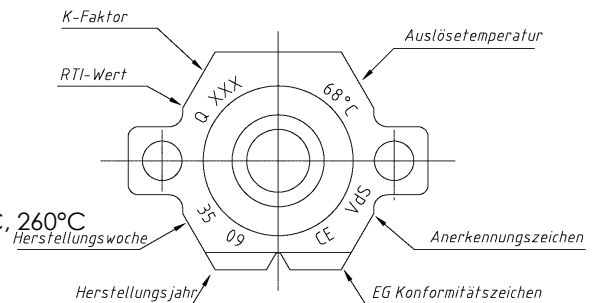 K-Faktor
Auslösetemperatur
RTI-Wert
Q XXX
68°C
C, 260°C
35 09
CE VdS
Herstellungswoche
Anerkennungszeichen
Herstellungsjahr
EG Konformitätszeichen